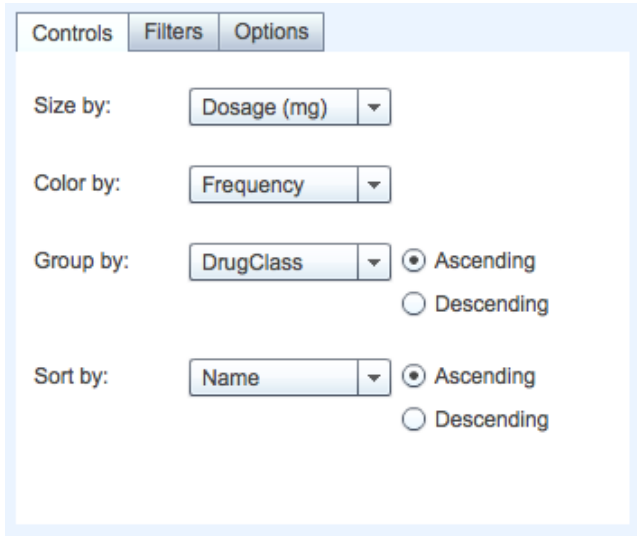 Controls Filters Options
Size by: Dosage (mg)
Color by: Frequency
Group by: DrugClass Ascending
Descending
Sort by: Name Ascending
Descending